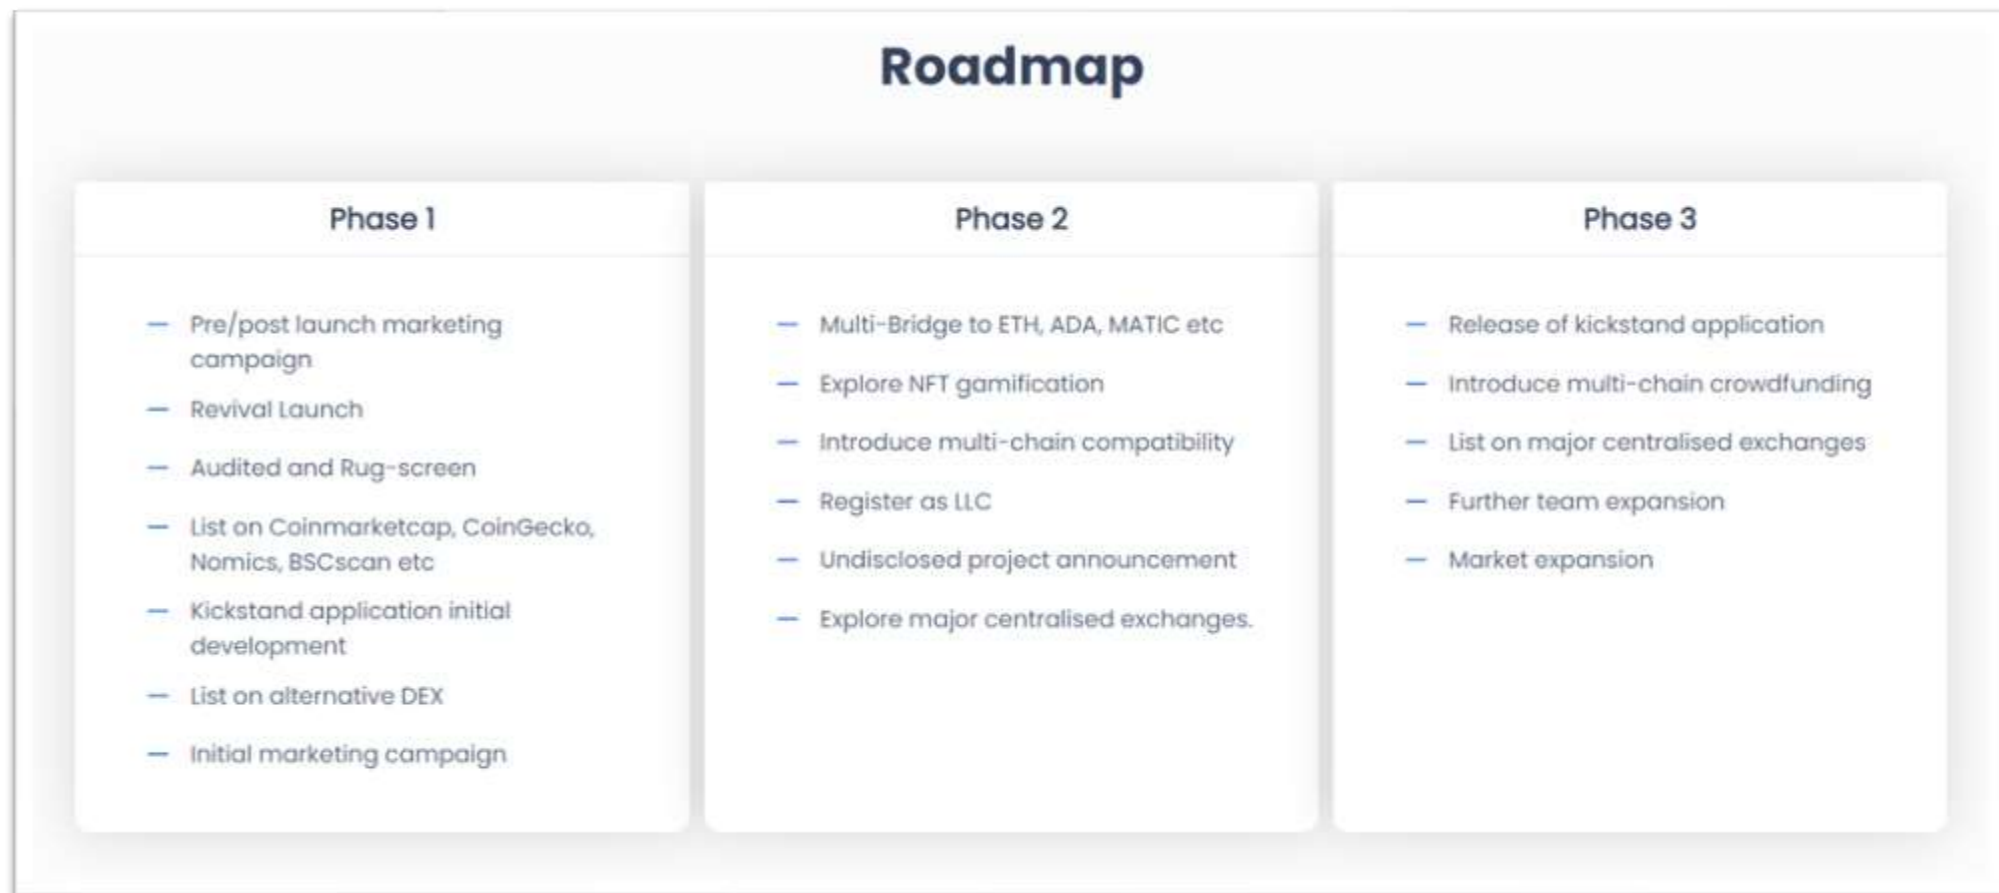 Roadmap
Phase 1
— Pre/post launch marketing
campaign
— Revival Launch
— Audited and Rug-screen
— List on Coinmarketcap, CoinGecko,
Nomics, BSCscan etc
— Kickstand application initial
development
— List on alternative DEX
— Initial marketing campaign
Phase 2
— Multi-Bridge to ETH, ADA, MATIC etc
— Explore NFT gamification
— Introduce multi-chain compatibility
— Register as LLC
— Undisclosed project announcement
— Explore major centralised exchanges.
Phase 3
— Release of kickstand application
— Introduce multi-chain crowdfunding
— List on major centralised exchanges
— Further team expansion
— Market expansion